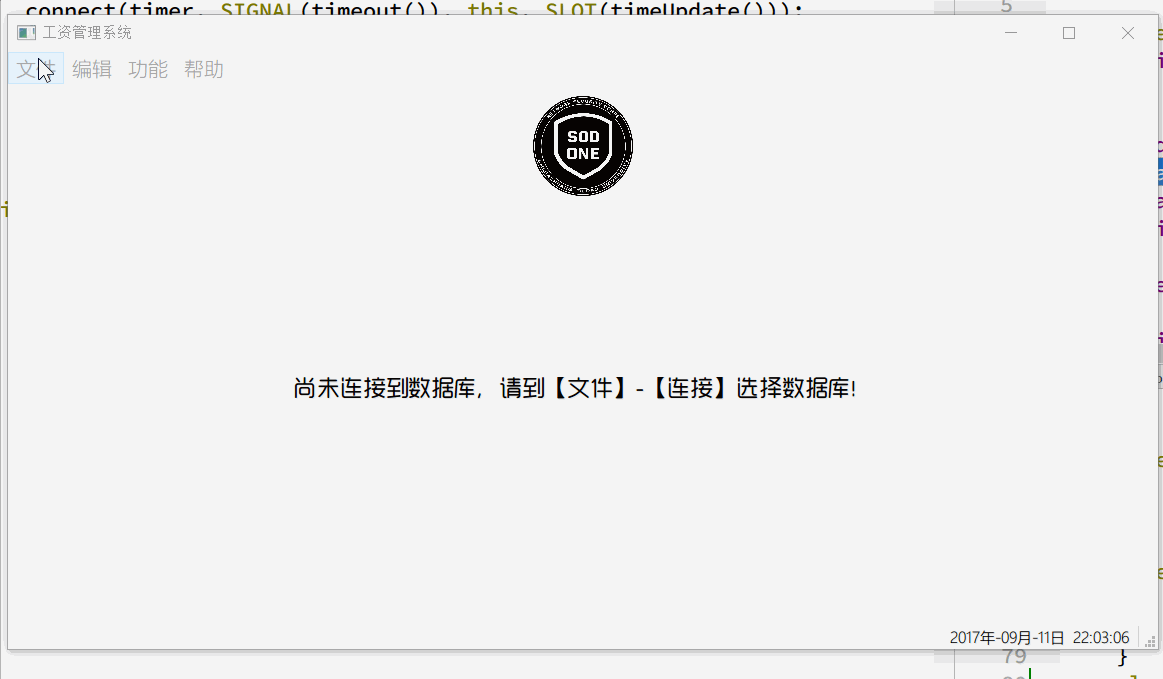 connect(timer, SIGNAL(timeout()), this, SLOT(timeUpdate()));
5
工资管理系统
文件 编辑 功能 帮助
SOD
ONE
尚未连接到数据库，请到【文件】-【连接】选择数据库!
2017年-09月-11日 22:03:06
79 }